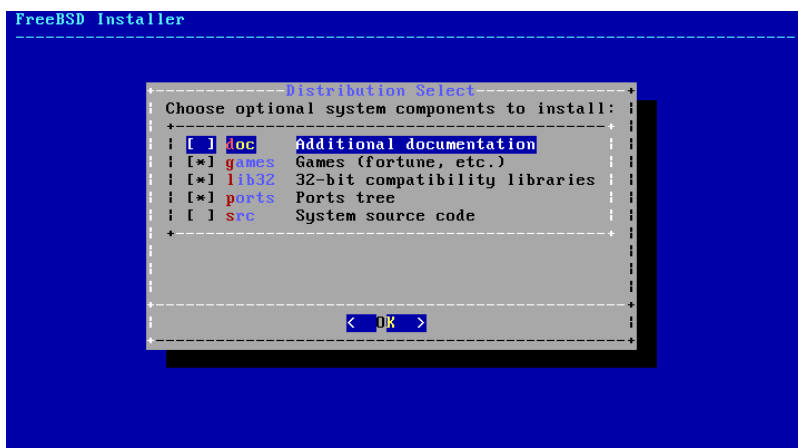 FreeBSD Installer
Distribution Select
Choose optional system components to install:
[ ] doc Additional documentation
[*] games Games (fortune, etc.)
[*] lib32 32-bit compatibility libraries
[*] ports Ports tree
[ ] src System source code
< OK >